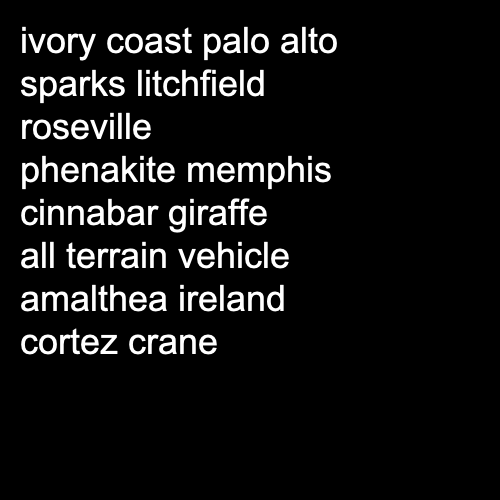 ivory coast palo alto
sparks litchfield
roseville
phenakite memphis
cinnabar giraffe
all terrain vehicle
amalthea ireland
cortez crane